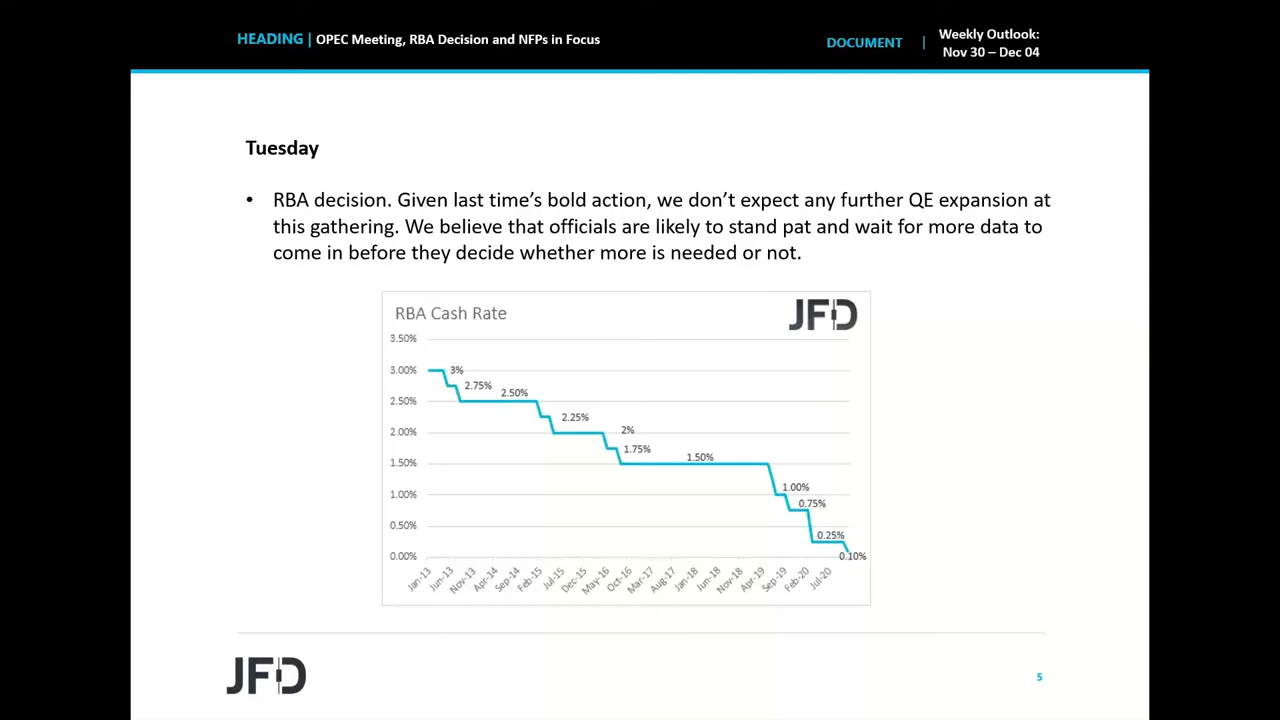 HEADING | OPEC Meeting, RBA Decision and NFPs in Focus
DOCUMENT | Weekly Outlook:
Nov 30 – Dec 04
Tuesday
• RBA decision. Given last time's bold action, we don't expect any further QE expansion at
this gathering. We believe that officials are likely to stand pat and wait for more data to
come in before they decide whether more is needed or not.
RBA Cash Rate
JFD
3.50%
3.00%
2.50%
2.00%
1.50%
1.00%
0.50%
0.00%
3%
2.75%
2.50%
2.25%
2%
1.75%
1.50%
1.00%
0.75%
0.25%
0.10%
Jan-13
Jun-13
Nov-13
Apr-14
Sep-14
Feb-15
Jul-15
Dec-15
May-16
Oct-16
Mar-17
Aug-17
Jan-18
Jun-18
Nov-18
Apr-19
Sep-19
Feb-20
Jul-20
JFD
5